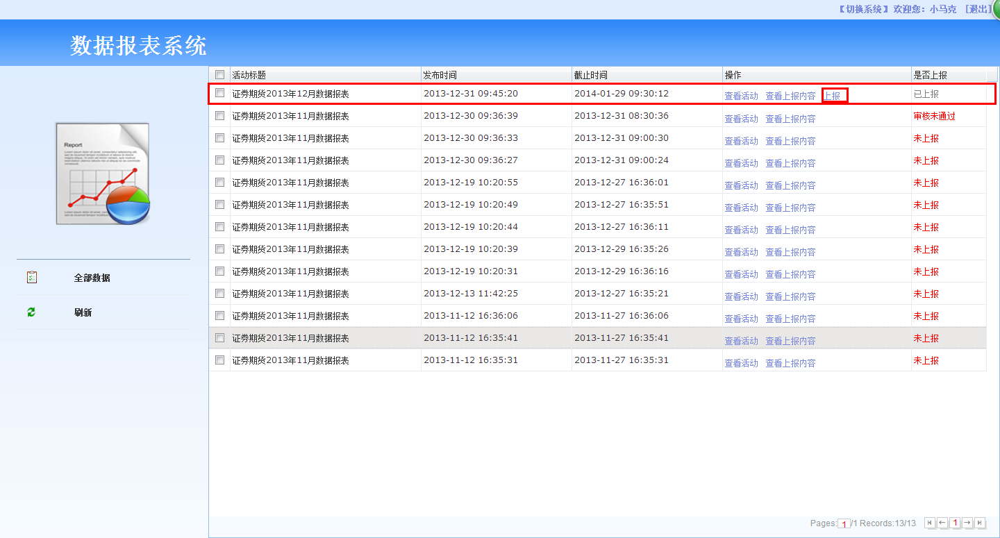 【切换系统】欢迎您：小马克 [退出]
数据报表系统
活动标题 发布时间 截止时间 操作 是否上报
证券期货2013年12月数据报表 2013-12-31 09:45:20 2014-01-29 09:30:12 查看活动 查看上报内容 上报 已上报
证券期货2013年11月数据报表 2013-12-30 09:36:39 2013-12-31 08:30:36 查看活动 查看上报内容 审核未通过
证券期货2013年11月数据报表 2013-12-30 09:36:33 2013-12-31 09:00:30 查看活动 查看上报内容 未上报
证券期货2013年11月数据报表 2013-12-30 09:36:27 2013-12-31 09:00:24 查看活动 查看上报内容 未上报
证券期货2013年11月数据报表 2013-12-19 10:20:55 2013-12-27 16:36:01 查看活动 查看上报内容 未上报
证券期货2013年11月数据报表 2013-12-19 10:20:49 2013-12-27 16:35:51 查看活动 查看上报内容 未上报
证券期货2013年11月数据报表 2013-12-19 10:20:44 2013-12-27 16:36:11 查看活动 查看上报内容 未上报
证券期货2013年11月数据报表 2013-12-19 10:20:39 2013-12-29 16:35:26 查看活动 查看上报内容 未上报
证券期货2013年11月数据报表 2013-12-19 10:20:31 2013-12-29 16:36:16 查看活动 查看上报内容 未上报
证券期货2013年11月数据报表 2013-12-13 11:42:25 2013-12-27 16:35:21 查看活动 查看上报内容 未上报
证券期货2013年11月数据报表 2013-11-12 16:36:06 2013-11-27 16:36:06 查看活动 查看上报内容 未上报
证券期货2013年11月数据报表 2013-11-12 16:35:41 2013-11-27 16:35:41 查看活动 查看上报内容 未上报
证券期货2013年11月数据报表 2013-11-12 16:35:31 2013-11-27 16:35:31 查看活动 查看上报内容 未上报
Report
全部数据
刷新
Pages: 1 /1 Records:13/13 1